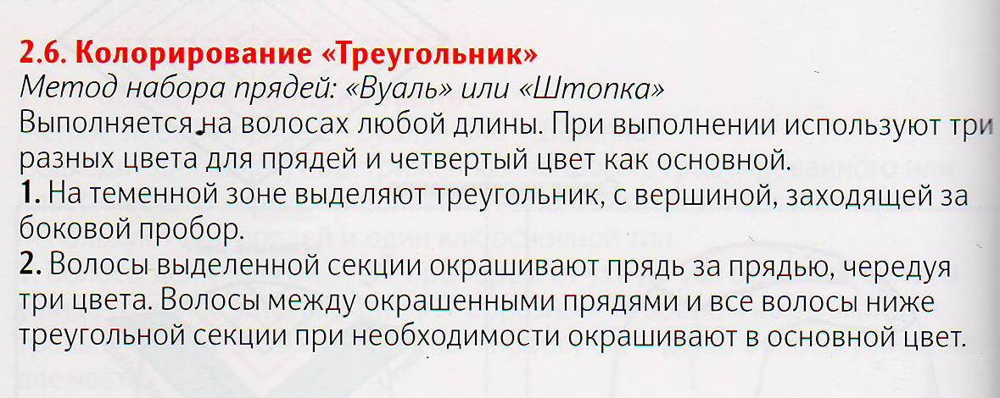 2.6. Колорирование «Треугольник»
Метод набора прядей: «Вуаль» или «Штопка»
Выполняется на волосах любой длины. При выполнении используют три
разных цвета для прядей и четвертый цвет как основной.
1. На теменной зоне выделяют треугольник, с вершиной, заходящей за
боковой пробор.
2. Волосы выделенной секции окрашивают прядь за прядью, чередуя
три цвета. Волосы между окрашенными прядями и все волосы ниже
треугольной секции при необходимости окрашивают в основной цвет.